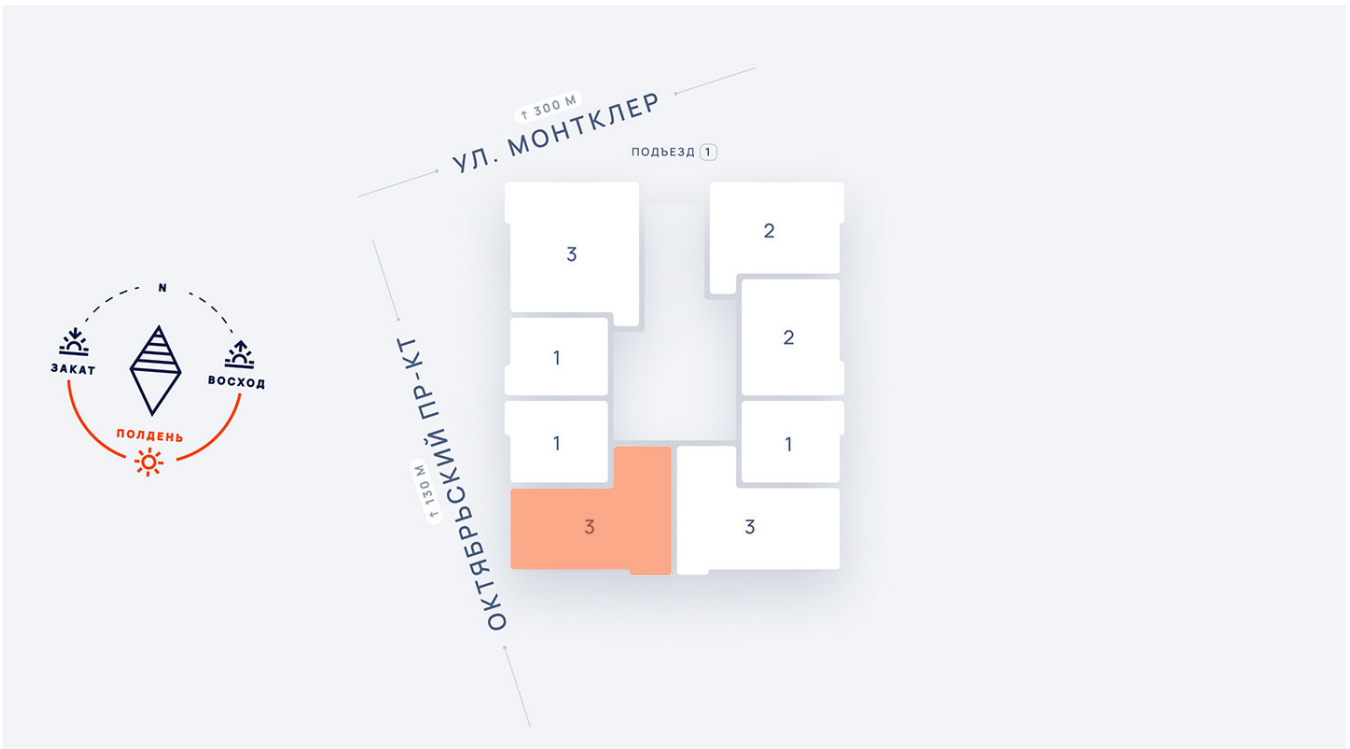 ↑ 300 М
УЛ. МОНТКЛЕР
ПОДЪЕЗД 1
3
2
N
ЗАКАТ
ВОСХОД
ПОЛДЕНЬ
1
2
ОКТЯБРЬСКИЙ ПР-КТ
↑ 130 М
1
1
3
3